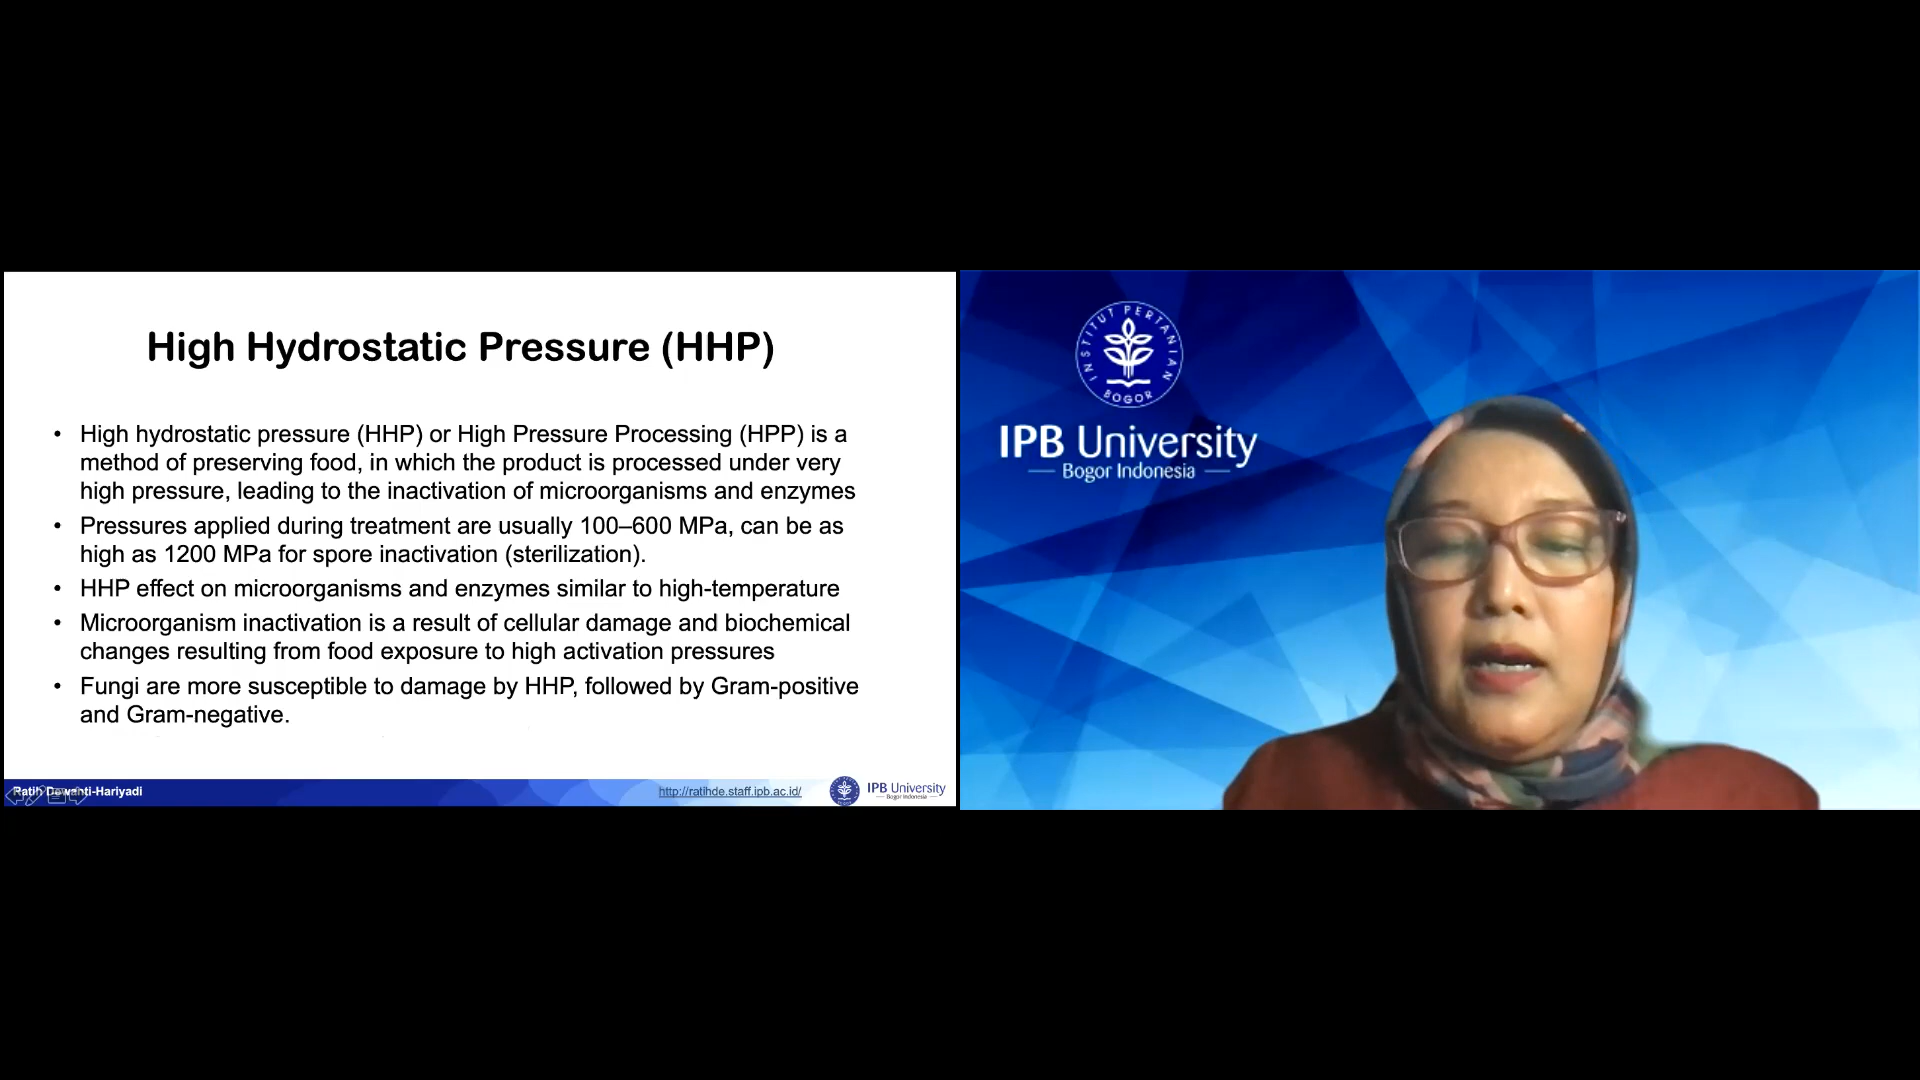 High Hydrostatic Pressure (HHP)
• High hydrostatic pressure (HHP) or High Pressure Processing (HPP) is a
method of preserving food, in which the product is processed under very
high pressure, leading to the inactivation of microorganisms and enzymes
• Pressures applied during treatment are usually 100–600 MPa, can be as
high as 1200 MPa for spore inactivation (sterilization).
• HHP effect on microorganisms and enzymes similar to high-temperature
• Microorganism inactivation is a result of cellular damage and biochemical
changes resulting from food exposure to high activation pressures
• Fungi are more susceptible to damage by HHP, followed by Gram-positive
and Gram-negative.
Ratih Dewanti-Hariyadi
http://ratihde.staff.ipb.ac.id/
IPB University
Bogor Indonesia
INSTITUT PERTANIAN
BOGOR
IPB University
Bogor Indonesia